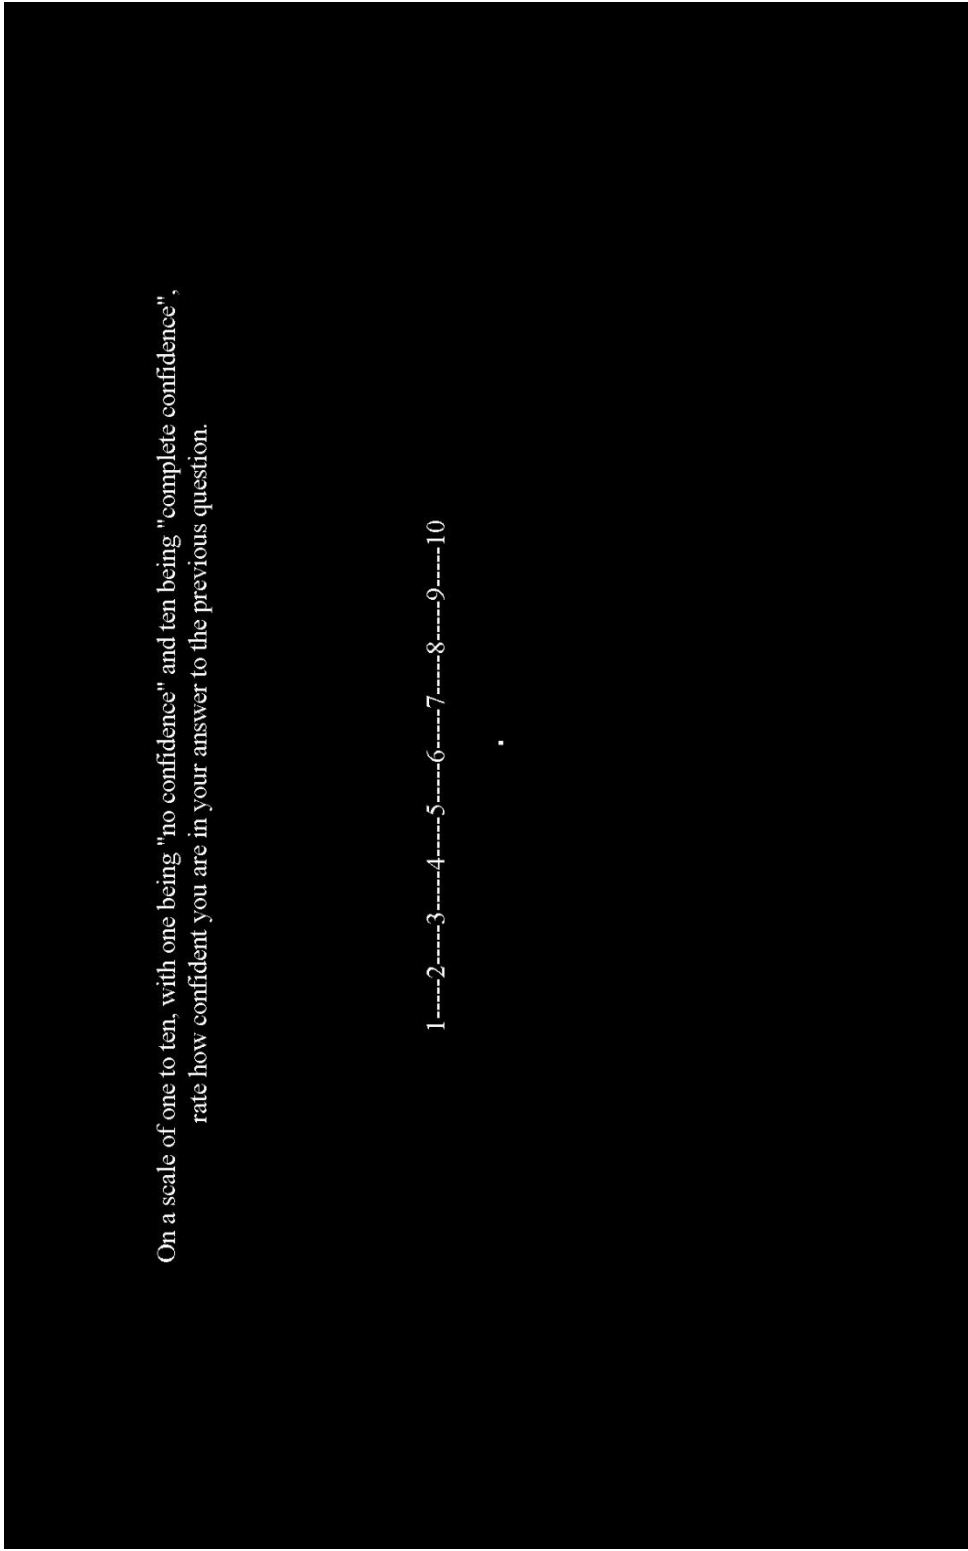 On a scale of one to ten, with one being "no confidence" and ten being "complete confidence",
rate how confident you are in your answer to the previous question.
1-----2-----3-----4-----5-----6-----7-----8-----9-----10